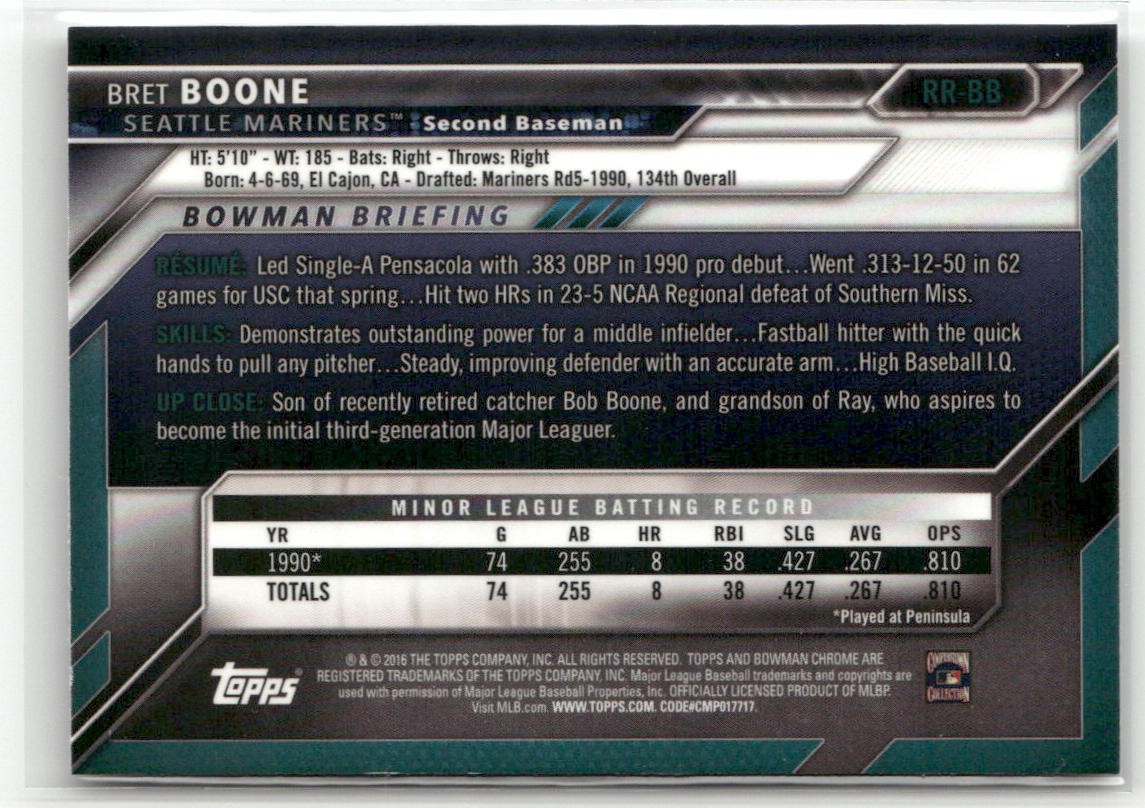 BRET BOONE
RR-BB
SEATTLE MARINERS™ Second Baseman
HT: 5'10" - WT: 185 - Bats: Right - Throws: Right
Born: 4-6-69, El Cajon, CA - Drafted: Mariners Rd5-1990, 134th Overall
BOWMAN BRIEFING
RÉSUMÉ: Led Single-A Pensacola with .383 OBP in 1990 pro debut...Went .313-12-50 in 62
games for USC that spring...Hit two HRs in 23-5 NCAA Regional defeat of Southern Miss.
SKILLS: Demonstrates outstanding power for a middle infielder...Fastball hitter with the quick
hands to pull any pitcher...Steady, improving defender with an accurate arm...High Baseball I.Q.
UP CLOSE: Son of recently retired catcher Bob Boone, and grandson of Ray, who aspires to
become the initial third-generation Major Leaguer.
MINOR LEAGUE BATTING RECORD
YR G AB HR RBI SLG AVG OPS
1990* 74 255 8 38 .427 .267 .810
TOTALS 74 255 8 38 .427 .267 .810
*Played at Peninsula
topps®
® & © 2016 THE TOPPS COMPANY, INC. ALL RIGHTS RESERVED. TOPPS AND BOWMAN CHROME ARE
REGISTERED TRADEMARKS OF THE TOPPS COMPANY, INC. Major League Baseball trademarks and copyrights are
used with permission of Major League Baseball Properties, Inc. OFFICIALLY LICENSED PRODUCT OF MLBP.
Visit MLB.com. WWW.TOPPS.COM. CODE#CMP017717.
COOPERSTOWN
COLLECTION